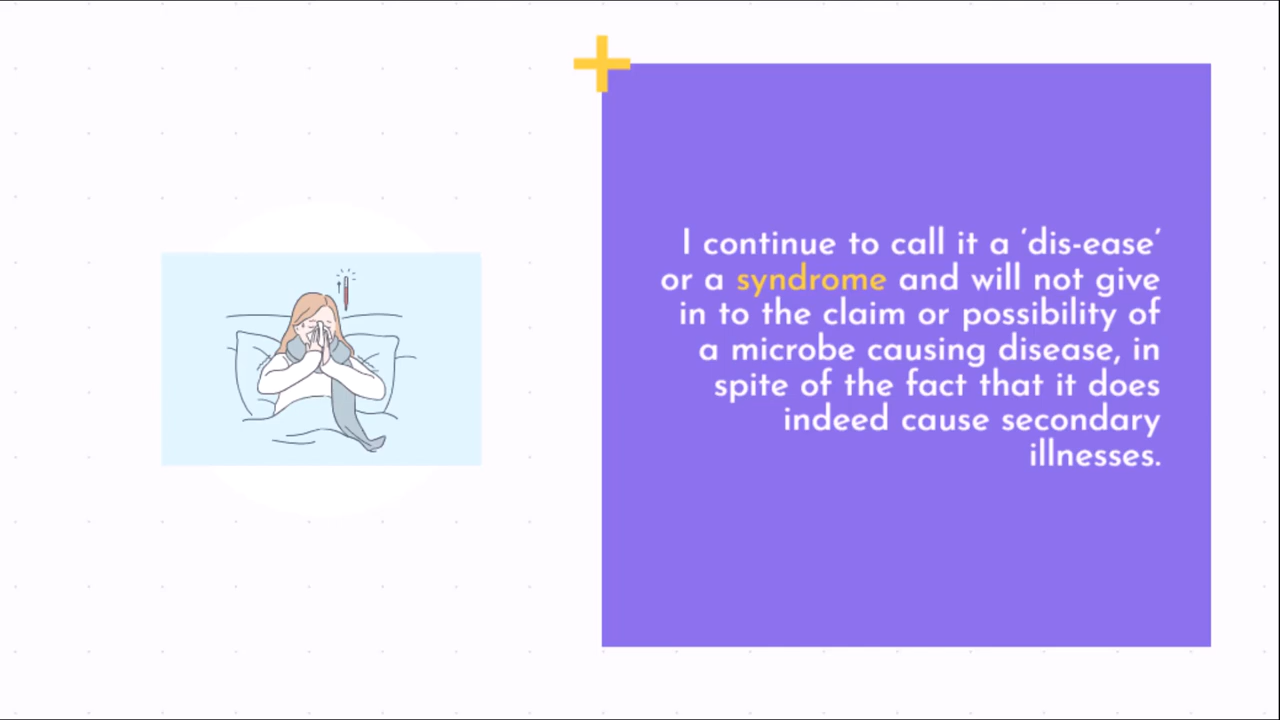 I continue to call it a ‘dis-ease’
or a syndrome and will not give
in to the claim or possibility of
a microbe causing disease, in
spite of the fact that it does
indeed cause secondary
illnesses.